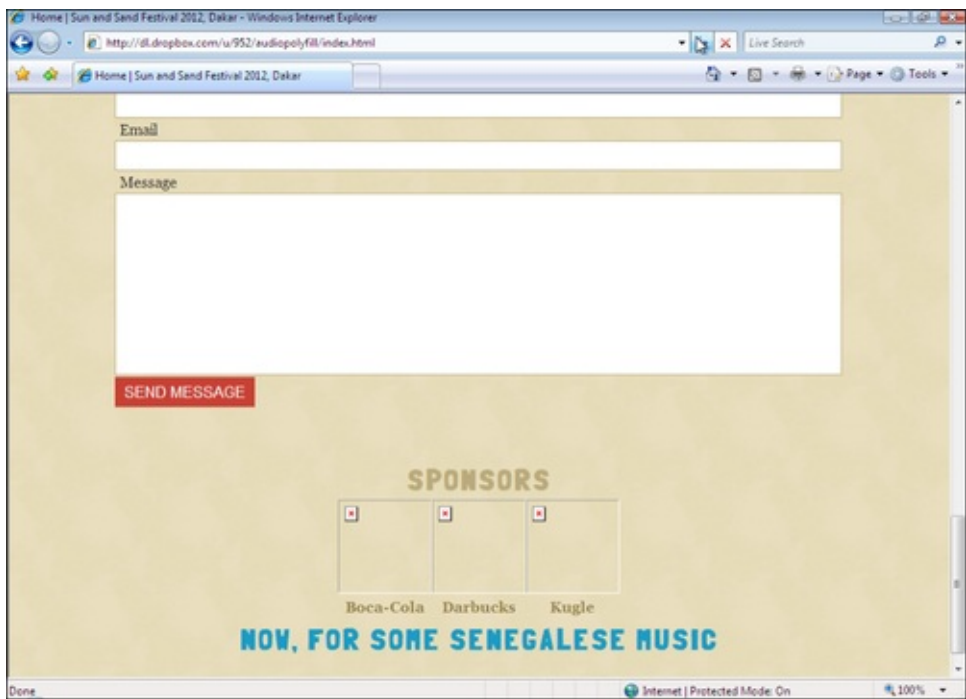 Home | Sun and Sand Festival 2012, Dakar - Windows Internet Explorer
http://dl.dropbox.com/u/952/audiopolyfill/index.html Live Search
Home | Sun and Sand Festival 2012, Dakar Page Tools
Email
Message
SEND MESSAGE
SPONSORS
Boca-Cola Darbucks Kugle
NOW, FOR SOME SENEGALESE MUSIC
Done Internet | Protected Mode: On 100%